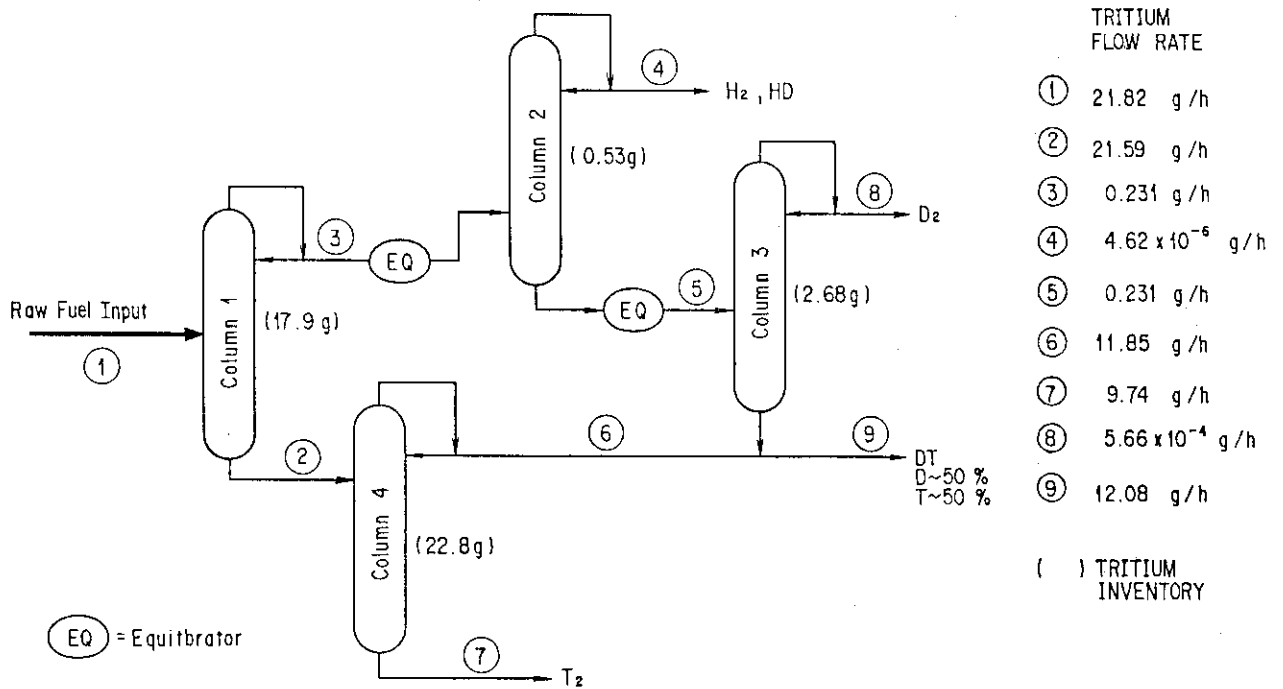 TRITIUM
FLOW RATE
① 21.82 g/h
② 21.59 g/h
③ 0.231 g/h
④ 4.62 x 10⁻⁶ g/h
⑤ 0.231 g/h
⑥ 11.85 g/h
⑦ 9.74 g/h
⑧ 5.66 x 10⁻⁴ g/h
⑨ 12.08 g/h
( ) TRITIUM
INVENTORY
④
H₂ , HD
Column 2
(0.53g)
⑧
D₂
Column 3
(2.68g)
③
EQ
⑤
EQ
Raw Fuel Input
①
Column 1
(17.9g)
②
⑥
⑨
DT
D~50 %
T~50 %
Column 4
(22.8g)
EQ = Equitbrator
⑦
T₂